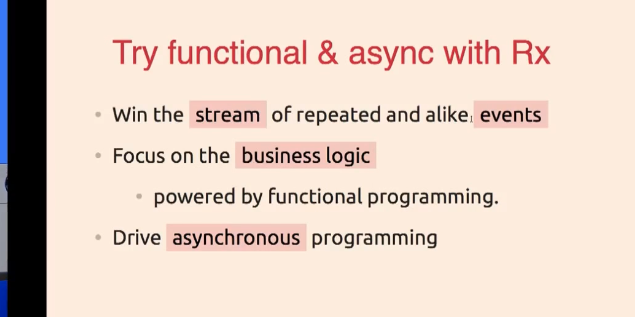 Try functional & async with Rx
Win the stream of repeated and alike, events
Focus on the business logic
powered by functional programming.
Drive asynchronous programming